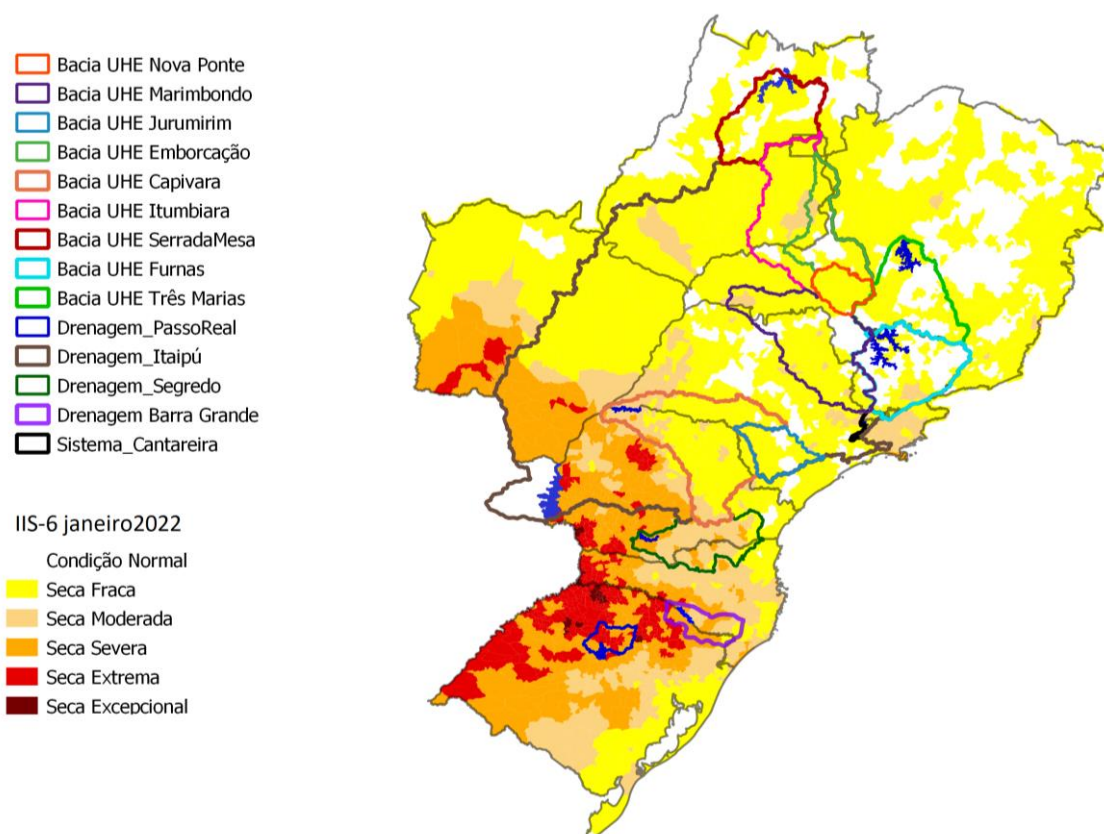 Bacia UHE Nova Ponte
Bacia UHE Marimbondo
Bacia UHE Jurumirim
Bacia UHE Emborcação
Bacia UHE Capivara
Bacia UHE Itumbiara
Bacia UHE SerradaMesa
Bacia UHE Furnas
Bacia UHE Três Marias
Drenagem_PassoReal
Drenagem_Itaipú
Drenagem_Segredo
Drenagem Barra Grande
Sistema_Cantareira
IIS-6 janeiro2022
Condição Normal
Seca Fraca
Seca Moderada
Seca Severa
Seca Extrema
Seca Excepcional